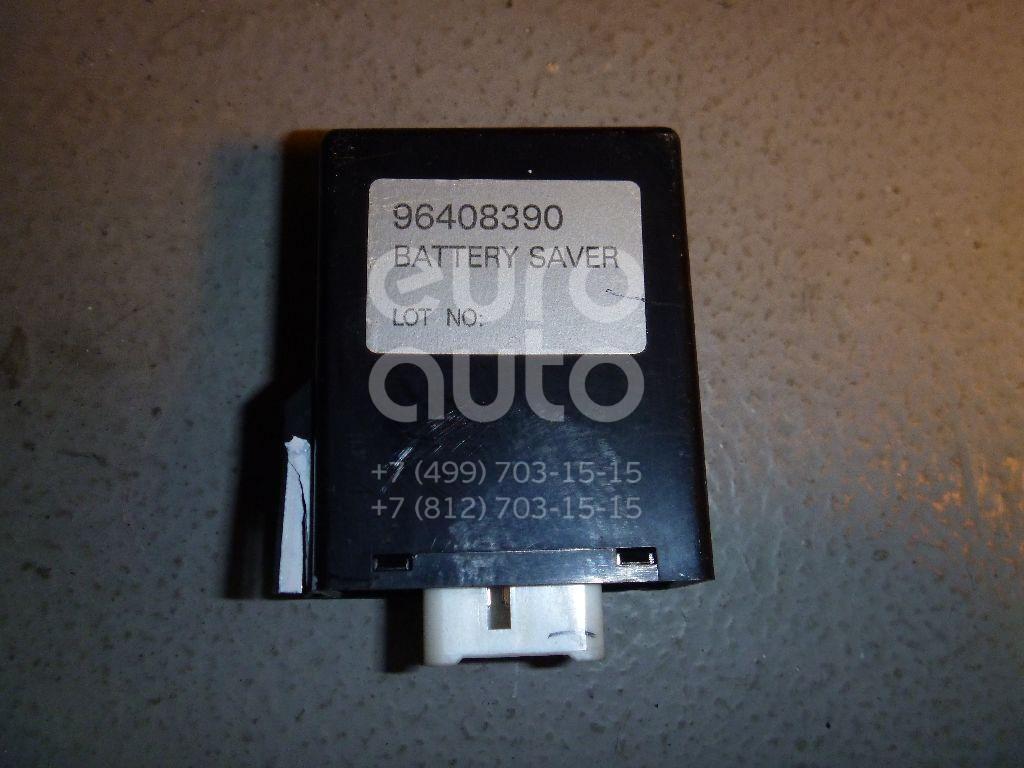 96408390
BATTERY SAVER
LOT NO:
euro
auto
+7 (499) 703-15-15
+7 (812) 703-15-15